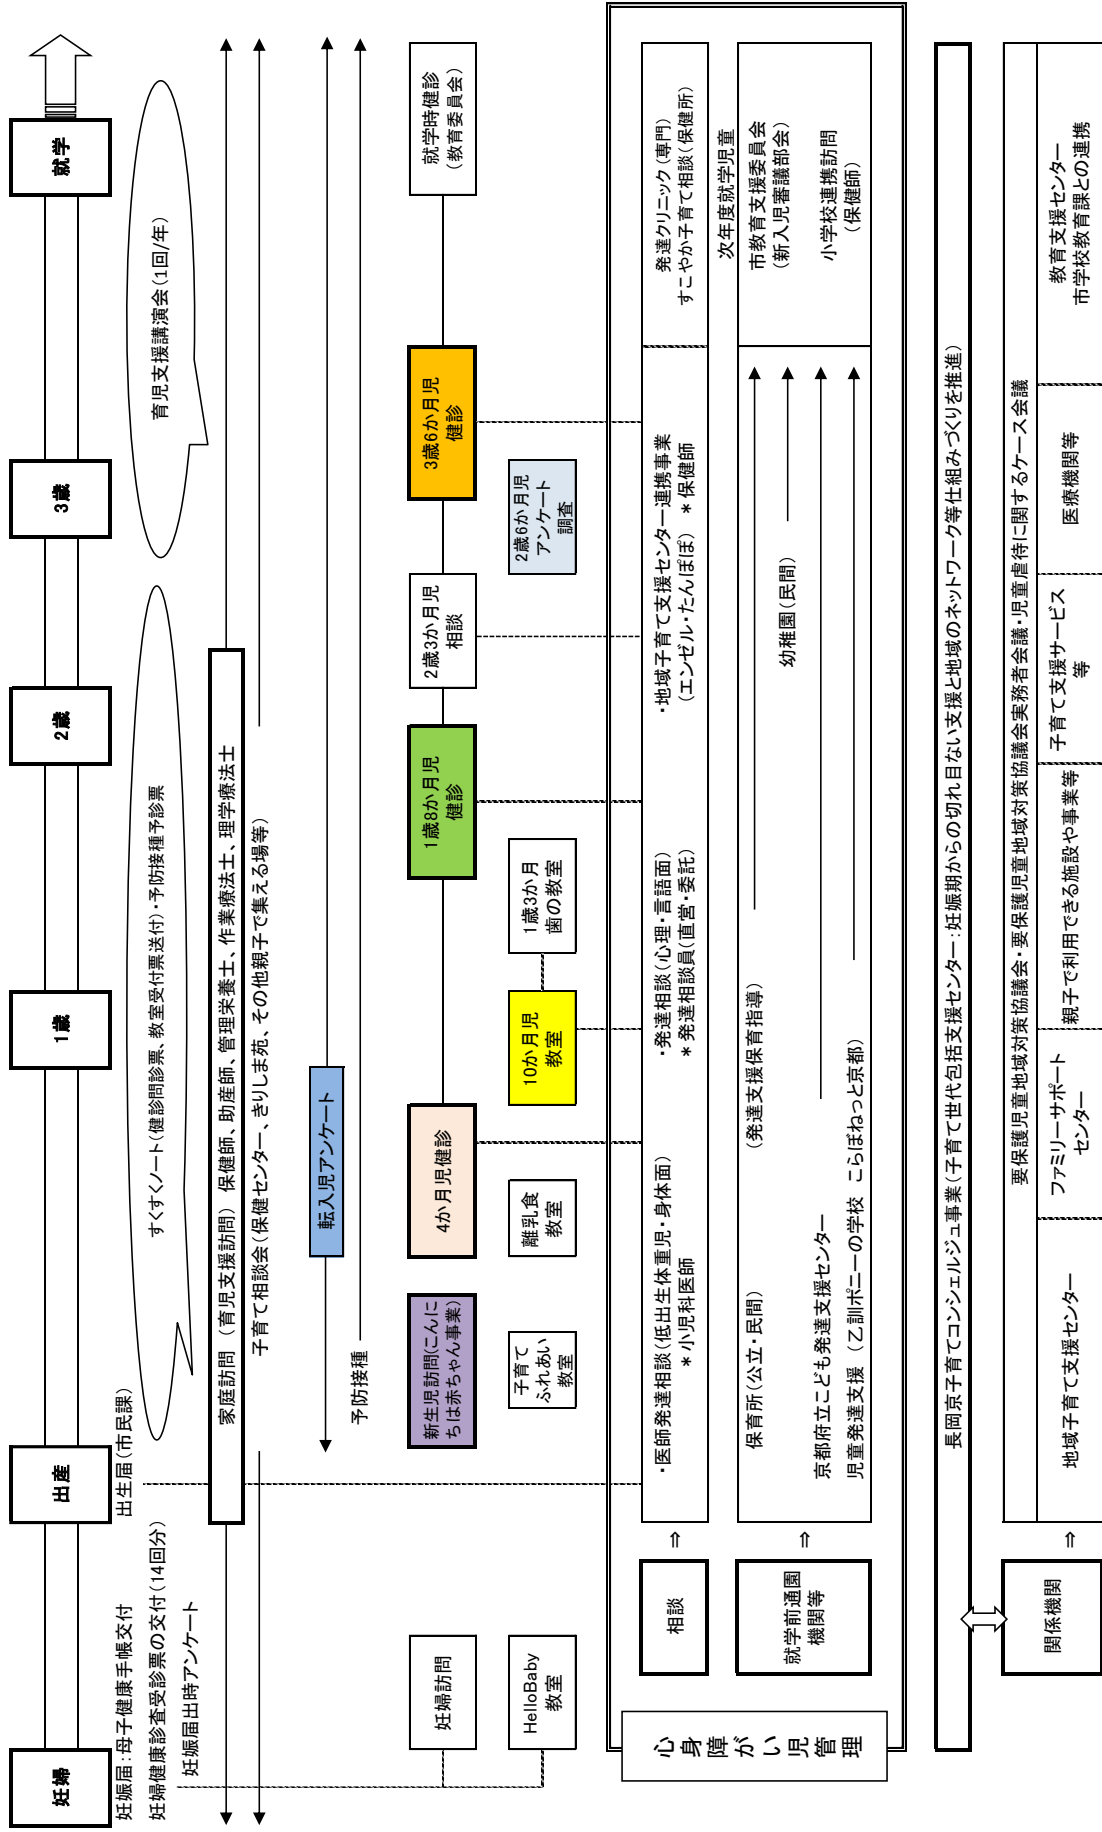 妊婦
出産
1歳
2歳
3歳
就学
妊娠届：母子健康手帳交付
妊婦健康診査受診票の交付（14回分）
妊娠届出時アンケート
出生届（市民課）
すくすくノート（健診問診票、教室受付票送付）・予防接種予診票
育児支援講演会（1回/年）
家庭訪問　（育児支援訪問）　保健師、助産師、管理栄養士、作業療法士、理学療法士
子育て相談会（保健センター、きりしま苑、その他親子で集える場等）
転入児アンケート
予防接種
妊婦訪問
新生児訪問（こんに
ちは赤ちゃん事業）
4か月児健診
1歳8か月児
健診
2歳3か月児
相談
3歳6か月児
健診
就学時健診
（教育委員会）
HelloBaby
教室
子育て
ふれあい
教室
離乳食
教室
10か月児
教室
1歳3か月
歯の教室
2歳6か月児
アンケート
調査
心身障がい児管理
相談
⇒
・医師発達相談（低出生体重児・身体面）
＊小児科医師
・発達相談（心理・言語面）
＊発達相談員（直営・委託）
・地域子育て支援センター連携事業
（エンゼル・たんぽぽ）　＊保健師
発達クリニック（専門）
すこやか子育て相談（保健所）
次年度就学児童
就学前通園
機関等
⇒
保育所（公立・民間）
（発達支援保育指導）
幼稚園（民間）
京都府立こども発達支援センター
児童発達支援　（乙訓ポニーの学校　こらぼねっと京都）
市教育支援委員会
（新入児審議部会）
小学校連携訪問
（保健師）
長岡京子育てコンシェルジュ事業（子育て世代包括支援センター：妊娠期からの切れ目ない支援と地域のネットワーク等仕組みづくりを推進）
関係機関
⇒
要保護児童地域対策協議会・要保護児童地域対策協議会実務者会議・児童虐待に関するケース会議
地域子育て支援センター
ファミリーサポート
センター
親子で利用できる施設や事業等
子育て支援サービス
等
医療機関等
教育支援センター
市学校教育課との連携